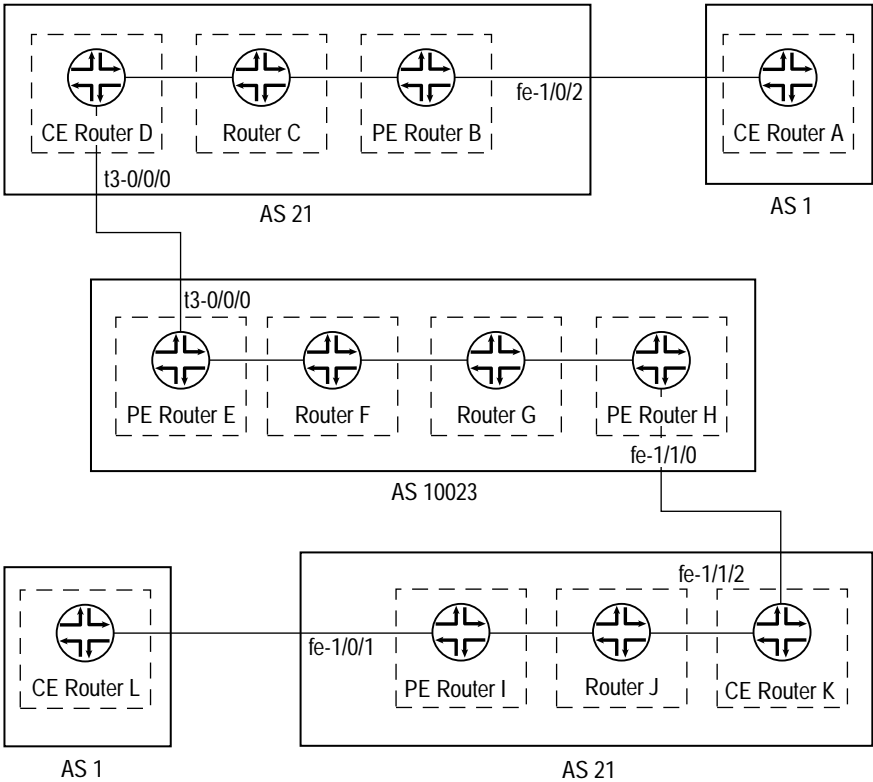 fe-1/0/2
CE Router D
Router C
PE Router B
CE Router A
t3-0/0/0
AS 21
AS 1
t3-0/0/0
PE Router E
Router F
Router G
PE Router H
fe-1/1/0
AS 10023
fe-1/1/2
fe-1/0/1
CE Router L
PE Router I
Router J
CE Router K
AS 1
AS 21